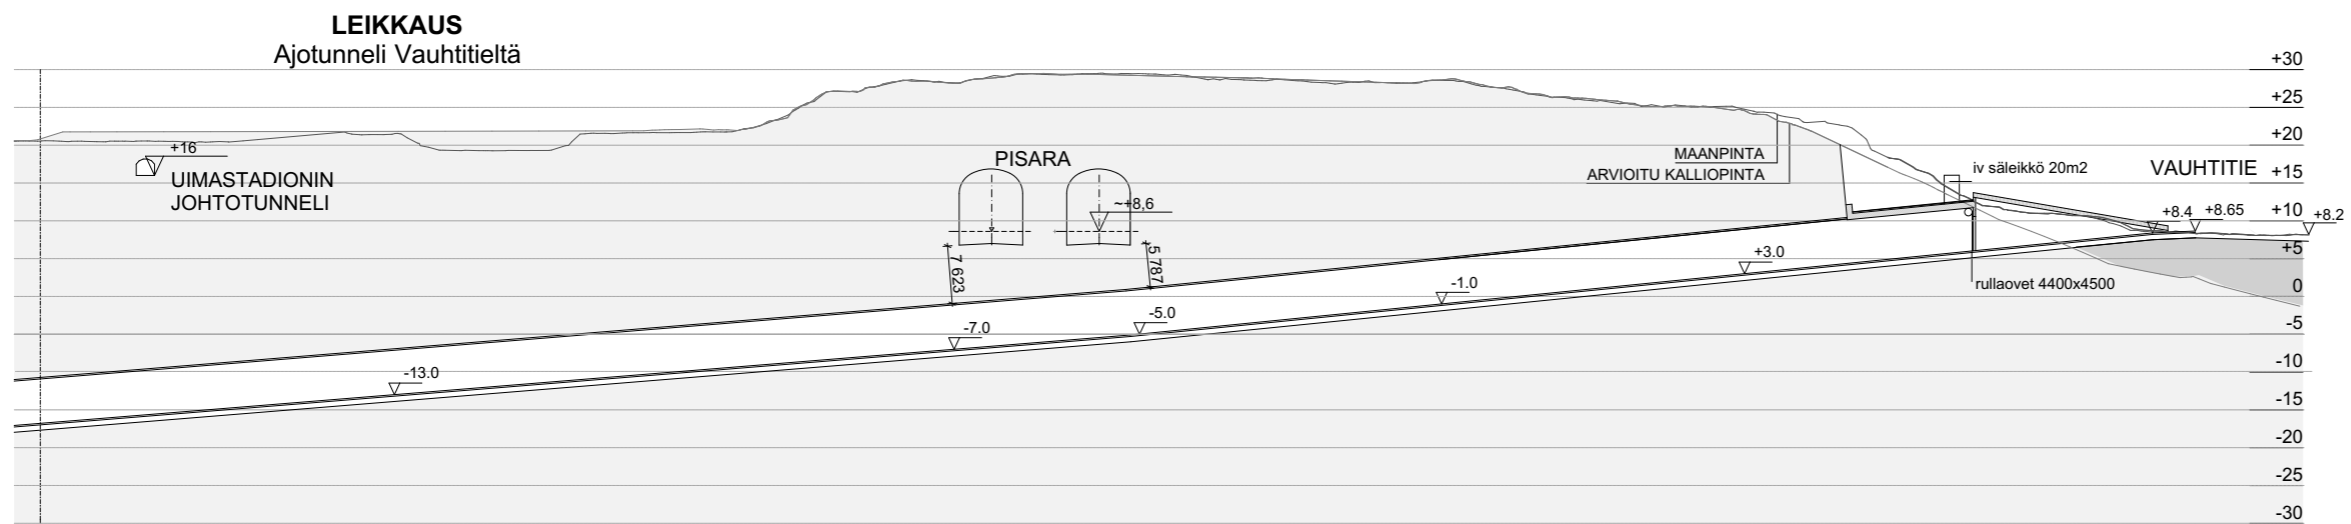 LEIKKAUS
Ajotunneli Vauhtitieltä
+30
+25
+20
+15
+10
+5
0
-5
-10
-15
-20
-25
-30
+16
UIMASTADIONIN
JOHTOTUNNELI
PISARA
~+8,6
7 623
5 787
MAANPINTA
ARVIOITU KALLIOPINTA
iv säleikkö 20m2
VAUHTITIE
+8.4
+8.65
+8.2
rullaovet 4400x4500
+3.0
-1.0
-5.0
-7.0
-13.0